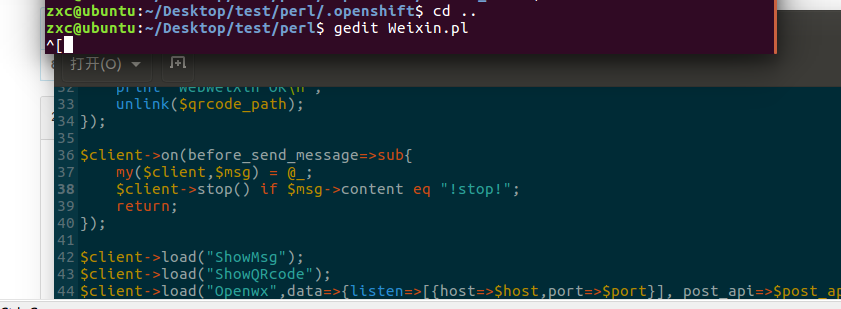 zxc@ubuntu:~/Desktop/test/perl/.openshift$ cd ..
zxc@ubuntu:~/Desktop/test/perl$ gedit Weixin.pl
^[
打开(O)
32 print "WebWeixin OK\n";
33 unlink($qrcode_path);
34 });
35
36 $client->on(before_send_message=>sub{
37 my($client,$msg) = @_;
38 $client->stop() if $msg->content eq "!stop!";
39 return;
40 });
41
42 $client->load("ShowMsg");
43 $client->load("ShowQRcode");
44 $client->load("Openwx",data=>{listen=>[{host=>$host,port=>$port}], post_api=>$post_ap